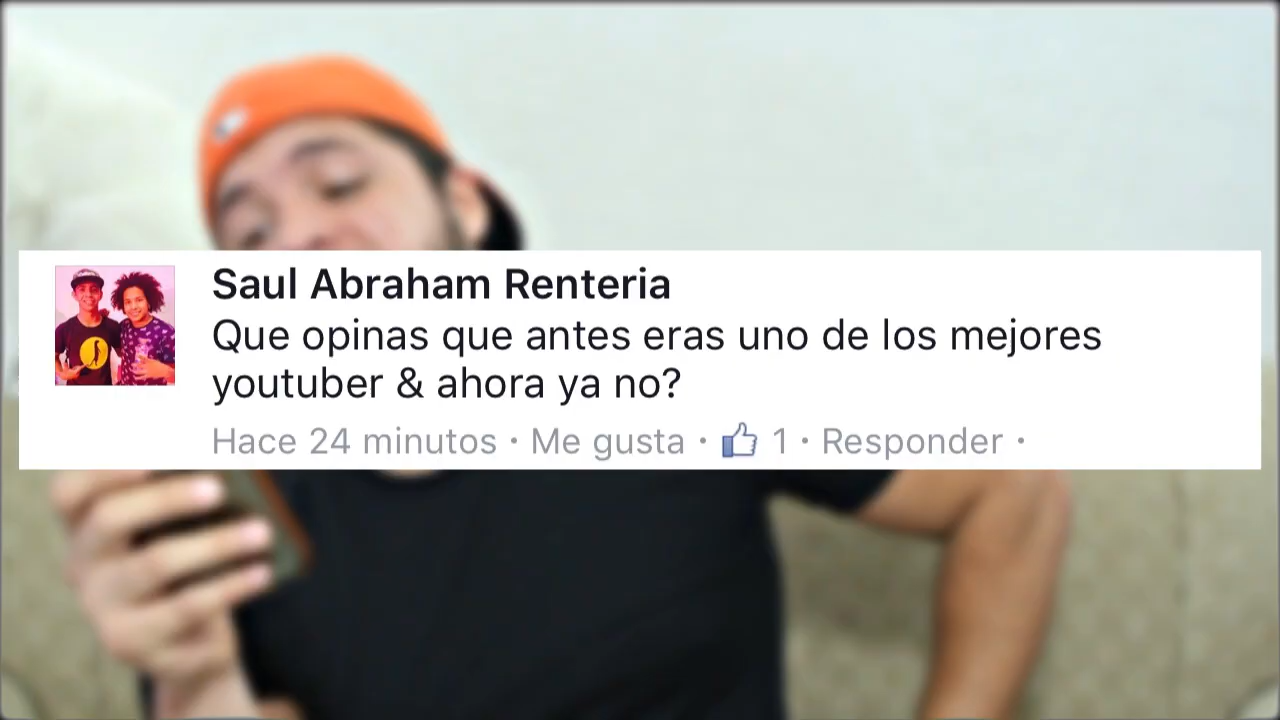 Saul Abraham Renteria
Que opinas que antes eras uno de los mejores
youtuber & ahora ya no?
Hace 24 minutos · Me gusta · 1 · Responder ·